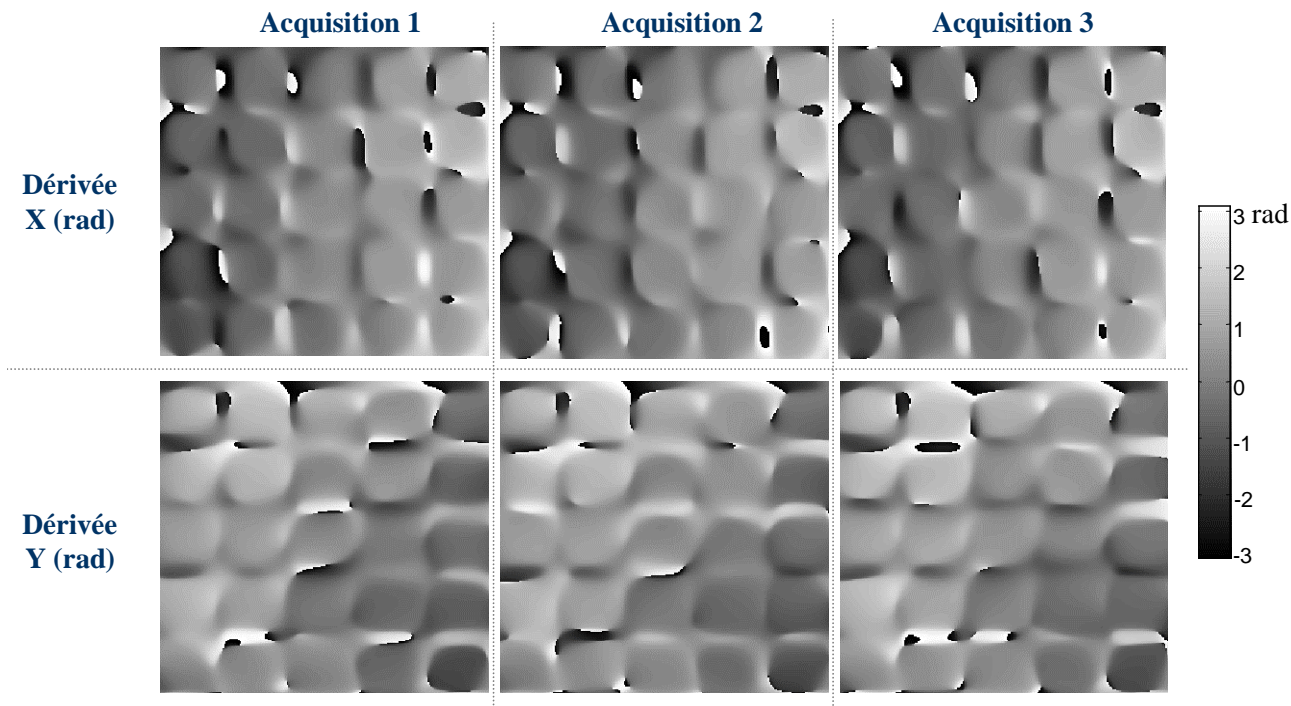 Acquisition 1
Acquisition 2
Acquisition 3
Dérivée
X (rad)
Dérivée
Y (rad)
3 rad
2
1
0
-1
-2
-3